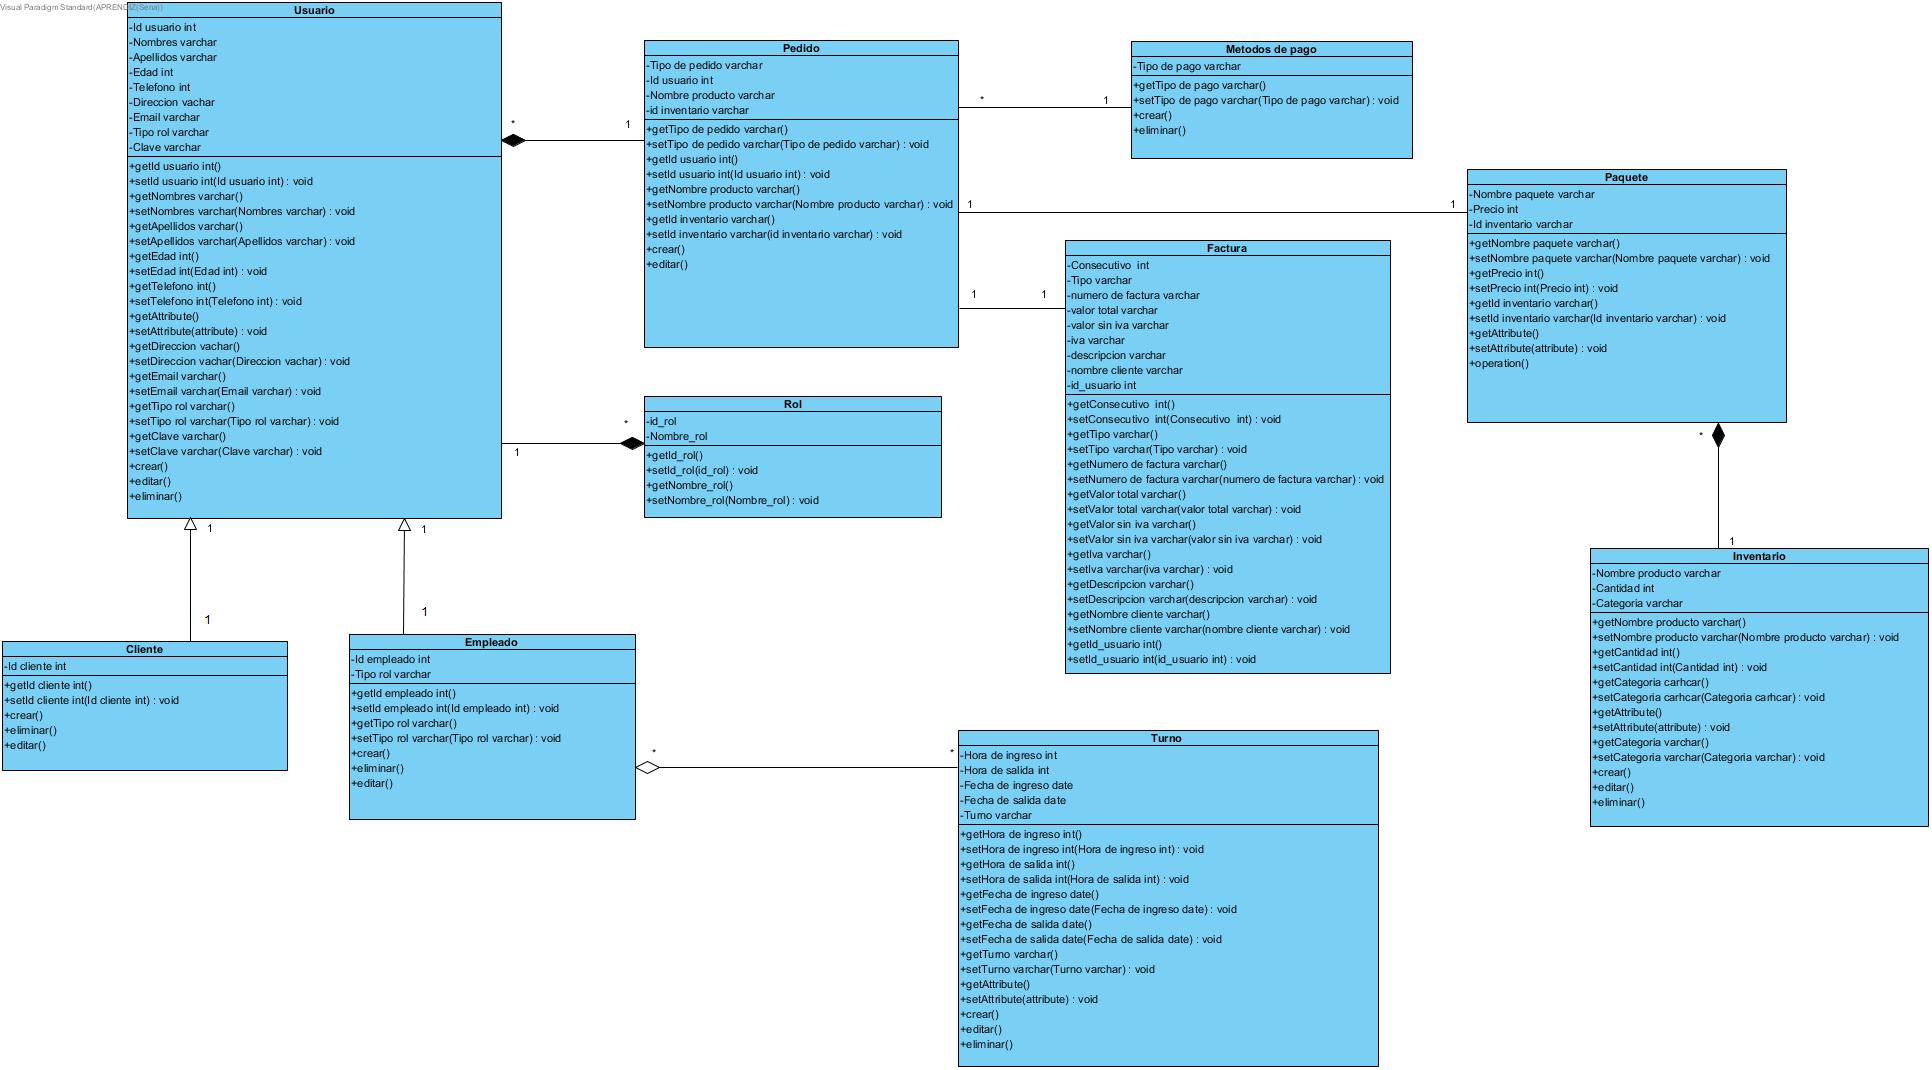 Visual Paradigm Standard(APRENDIZ(Sena))
Usuario
-Id usuario int
-Nombres varchar
-Apellidos varchar
-Edad int
-Telefono int
-Direccion vachar
-Email varchar
-Tipo rol varchar
-Clave varchar
+getId usuario int()
+setId usuario int(Id usuario int) : void
+getNombres varchar()
+setNombres varchar(Nombres varchar) : void
+getApellidos varchar()
+setApellidos varchar(Apellidos varchar) : void
+getEdad int()
+setEdad int(Edad int) : void
+getTelefono int()
+setTelefono int(Telefono int) : void
+getAttribute()
+setAttribute(attribute) : void
+getDireccion vachar()
+setDireccion vachar(Direccion vachar) : void
+getEmail varchar()
+setEmail varchar(Email varchar) : void
+getTipo rol varchar()
+setTipo rol varchar(Tipo rol varchar) : void
+getClave varchar()
+setClave varchar(Clave varchar) : void
+crear()
+editar()
+eliminar()
*
1
Pedido
-Tipo de pedido varchar
-Id usuario int
-Nombre producto varchar
-id inventario varchar
+getTipo de pedido varchar()
+setTipo de pedido varchar(Tipo de pedido varchar) : void
+getId usuario int()
+setId usuario int(Id usuario int) : void
+getNombre producto varchar()
+setNombre producto varchar(Nombre producto varchar) : void
+getId inventario varchar()
+setId inventario varchar(id inventario varchar) : void
+crear()
+editar()
*
1
Metodos de pago
-Tipo de pago varchar
+getTipo de pago varchar()
+setTipo de pago varchar(Tipo de pago varchar) : void
+crear()
+eliminar()
1
1
Paquete
-Nombre paquete varchar
-Precio int
-Id inventario varchar
+getNombre paquete varchar()
+setNombre paquete varchar(Nombre paquete varchar) : void
+getPrecio int()
+setPrecio int(Precio int) : void
+getId inventario varchar()
+setId inventario varchar(Id inventario varchar) : void
+getAttribute()
+setAttribute(attribute) : void
+operation()
1
1
Factura
-Consecutivo  int
-Tipo varchar
-numero de factura varchar
-valor total varchar
-valor sin iva varchar
-iva varchar
-descripcion varchar
-nombre cliente varchar
-id_usuario int
+getConsecutivo  int()
+setConsecutivo  int(Consecutivo  int) : void
+getTipo varchar()
+setTipo varchar(Tipo varchar) : void
+getNumero de factura varchar()
+setNumero de factura varchar(numero de factura varchar) : void
+getValor total varchar()
+setValor total varchar(valor total varchar) : void
+getValor sin iva varchar()
+setValor sin iva varchar(valor sin iva varchar) : void
+getIva varchar()
+setIva varchar(iva varchar) : void
+getDescripcion varchar()
+setDescripcion varchar(descripcion varchar) : void
+getNombre cliente varchar()
+setNombre cliente varchar(nombre cliente varchar) : void
+getId_usuario int()
+setId_usuario int(id_usuario int) : void
*
1
Rol
-id_rol
-Nombre_rol
+getId_rol()
+setId_rol(id_rol) : void
+getNombre_rol()
+setNombre_rol(Nombre_rol) : void
*
1
Inventario
-Nombre producto varchar
-Cantidad int
-Categoria varchar
+getNombre producto varchar()
+setNombre producto varchar(Nombre producto varchar) : void
+getCantidad int()
+setCantidad int(Cantidad int) : void
+getCategoria carhcar()
+setCategoria carhcar(Categoria carhcar) : void
+getAttribute()
+setAttribute(attribute) : void
+getCategoria varchar()
+setCategoria varchar(Categoria varchar) : void
+crear()
+editar()
+eliminar()
1
1
1
1
Cliente
-Id cliente int
+getId cliente int()
+setId cliente int(Id cliente int) : void
+crear()
+eliminar()
+editar()
Empleado
-Id empleado int
-Tipo rol varchar
+getId empleado int()
+setId empleado int(Id empleado int) : void
+getTipo rol varchar()
+setTipo rol varchar(Tipo rol varchar) : void
+crear()
+eliminar()
+editar()
*
*
Turno
-Hora de ingreso int
-Hora de salida int
-Fecha de ingreso date
-Fecha de salida date
-Turno varchar
+getHora de ingreso int()
+setHora de ingreso int(Hora de ingreso int) : void
+getHora de salida int()
+setHora de salida int(Hora de salida int) : void
+getFecha de ingreso date()
+setFecha de ingreso date(Fecha de ingreso date) : void
+getFecha de salida date()
+setFecha de salida date(Fecha de salida date) : void
+getTurno varchar()
+setTurno varchar(Turno varchar) : void
+getAttribute()
+setAttribute(attribute) : void
+crear()
+editar()
+eliminar()